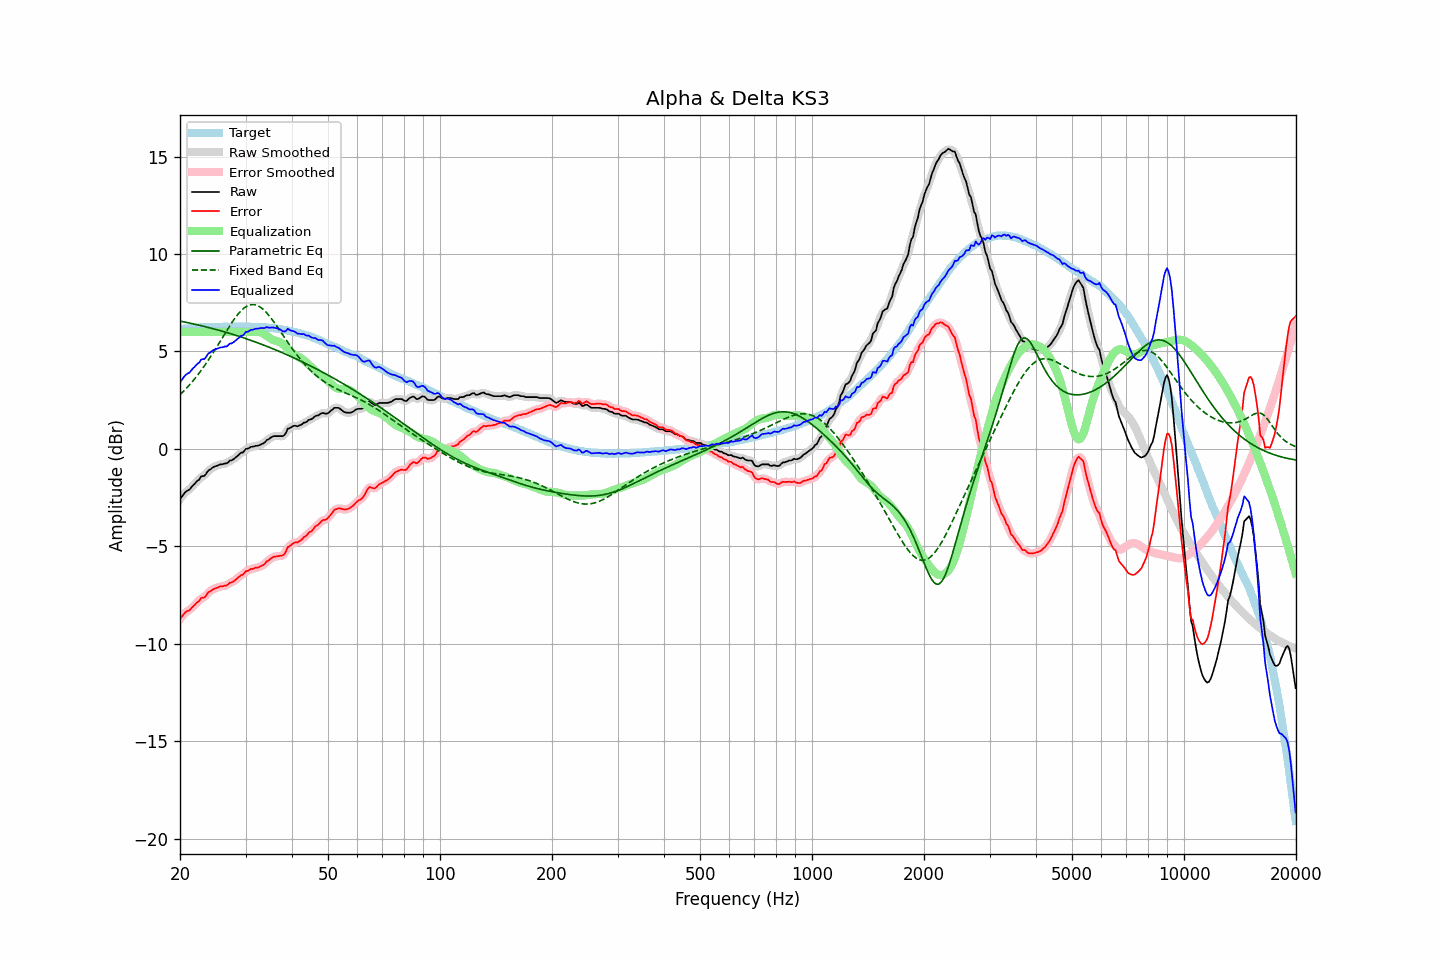 Alpha & Delta KS3
Target
Raw Smoothed
Error Smoothed
Raw
Error
Equalization
Parametric Eq
Fixed Band Eq
Equalized
15
10
5
0
−5
−10
−15
−20
Amplitude (dBr)
20
50
100
200
500
1000
2000
5000
10000
20000
Frequency (Hz)